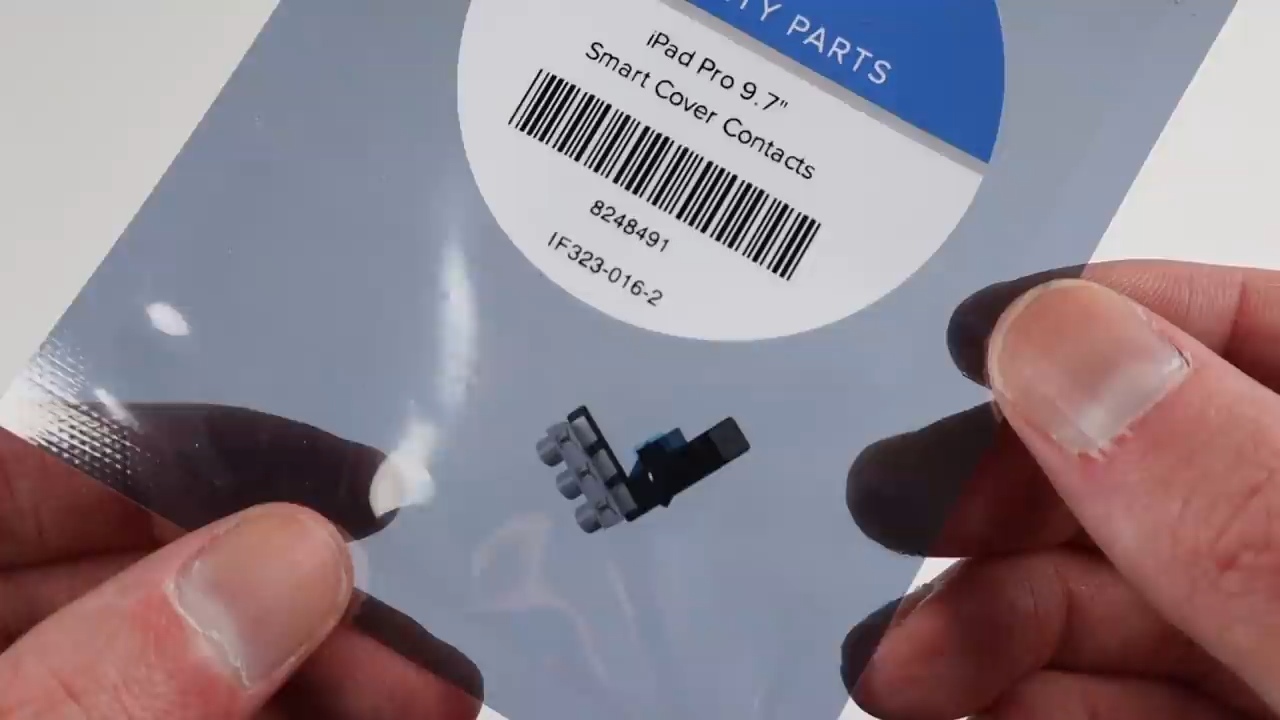 PARTS
iPad Pro 9.7"
Smart Cover Contacts
8248491
IF323-016-2